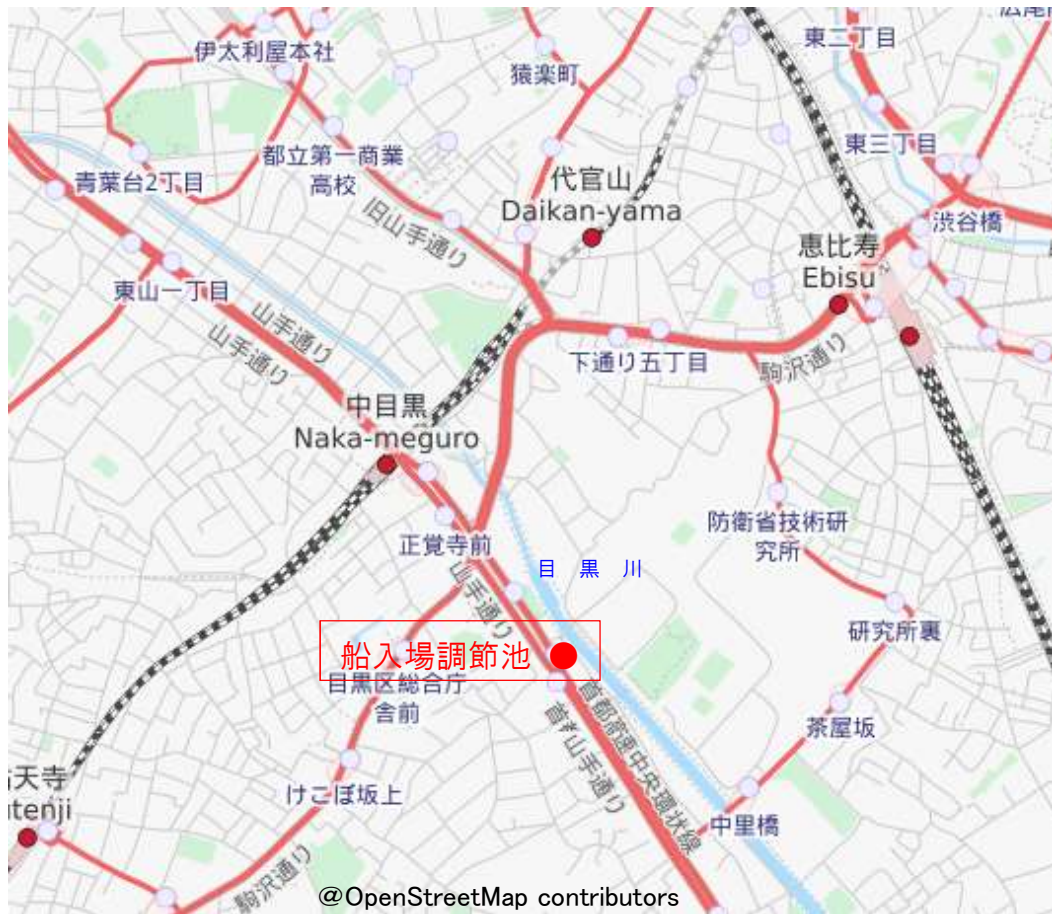 伊太利屋本社
猿楽町
東二丁目
都立第一商業
高校
東三丁目
青葉台2丁目
代官山
Daikan-yama
旧山手通り
渋谷橋
恵比寿
Ebisu
東山一丁目
山手通り
山手通り
下通り五丁目
駒沢通り
中目黒
Naka-meguro
防衛省技術研
究所
正覚寺前
目 黒 川
山手通り
研究所裏
船入場調節池
目黒区総合庁
舎前
首都高速中央環状線
山手通り
茶屋坂
天寺
tenji
けこぼ坂上
中里橋
駒沢通り
@OpenStreetMap contributors